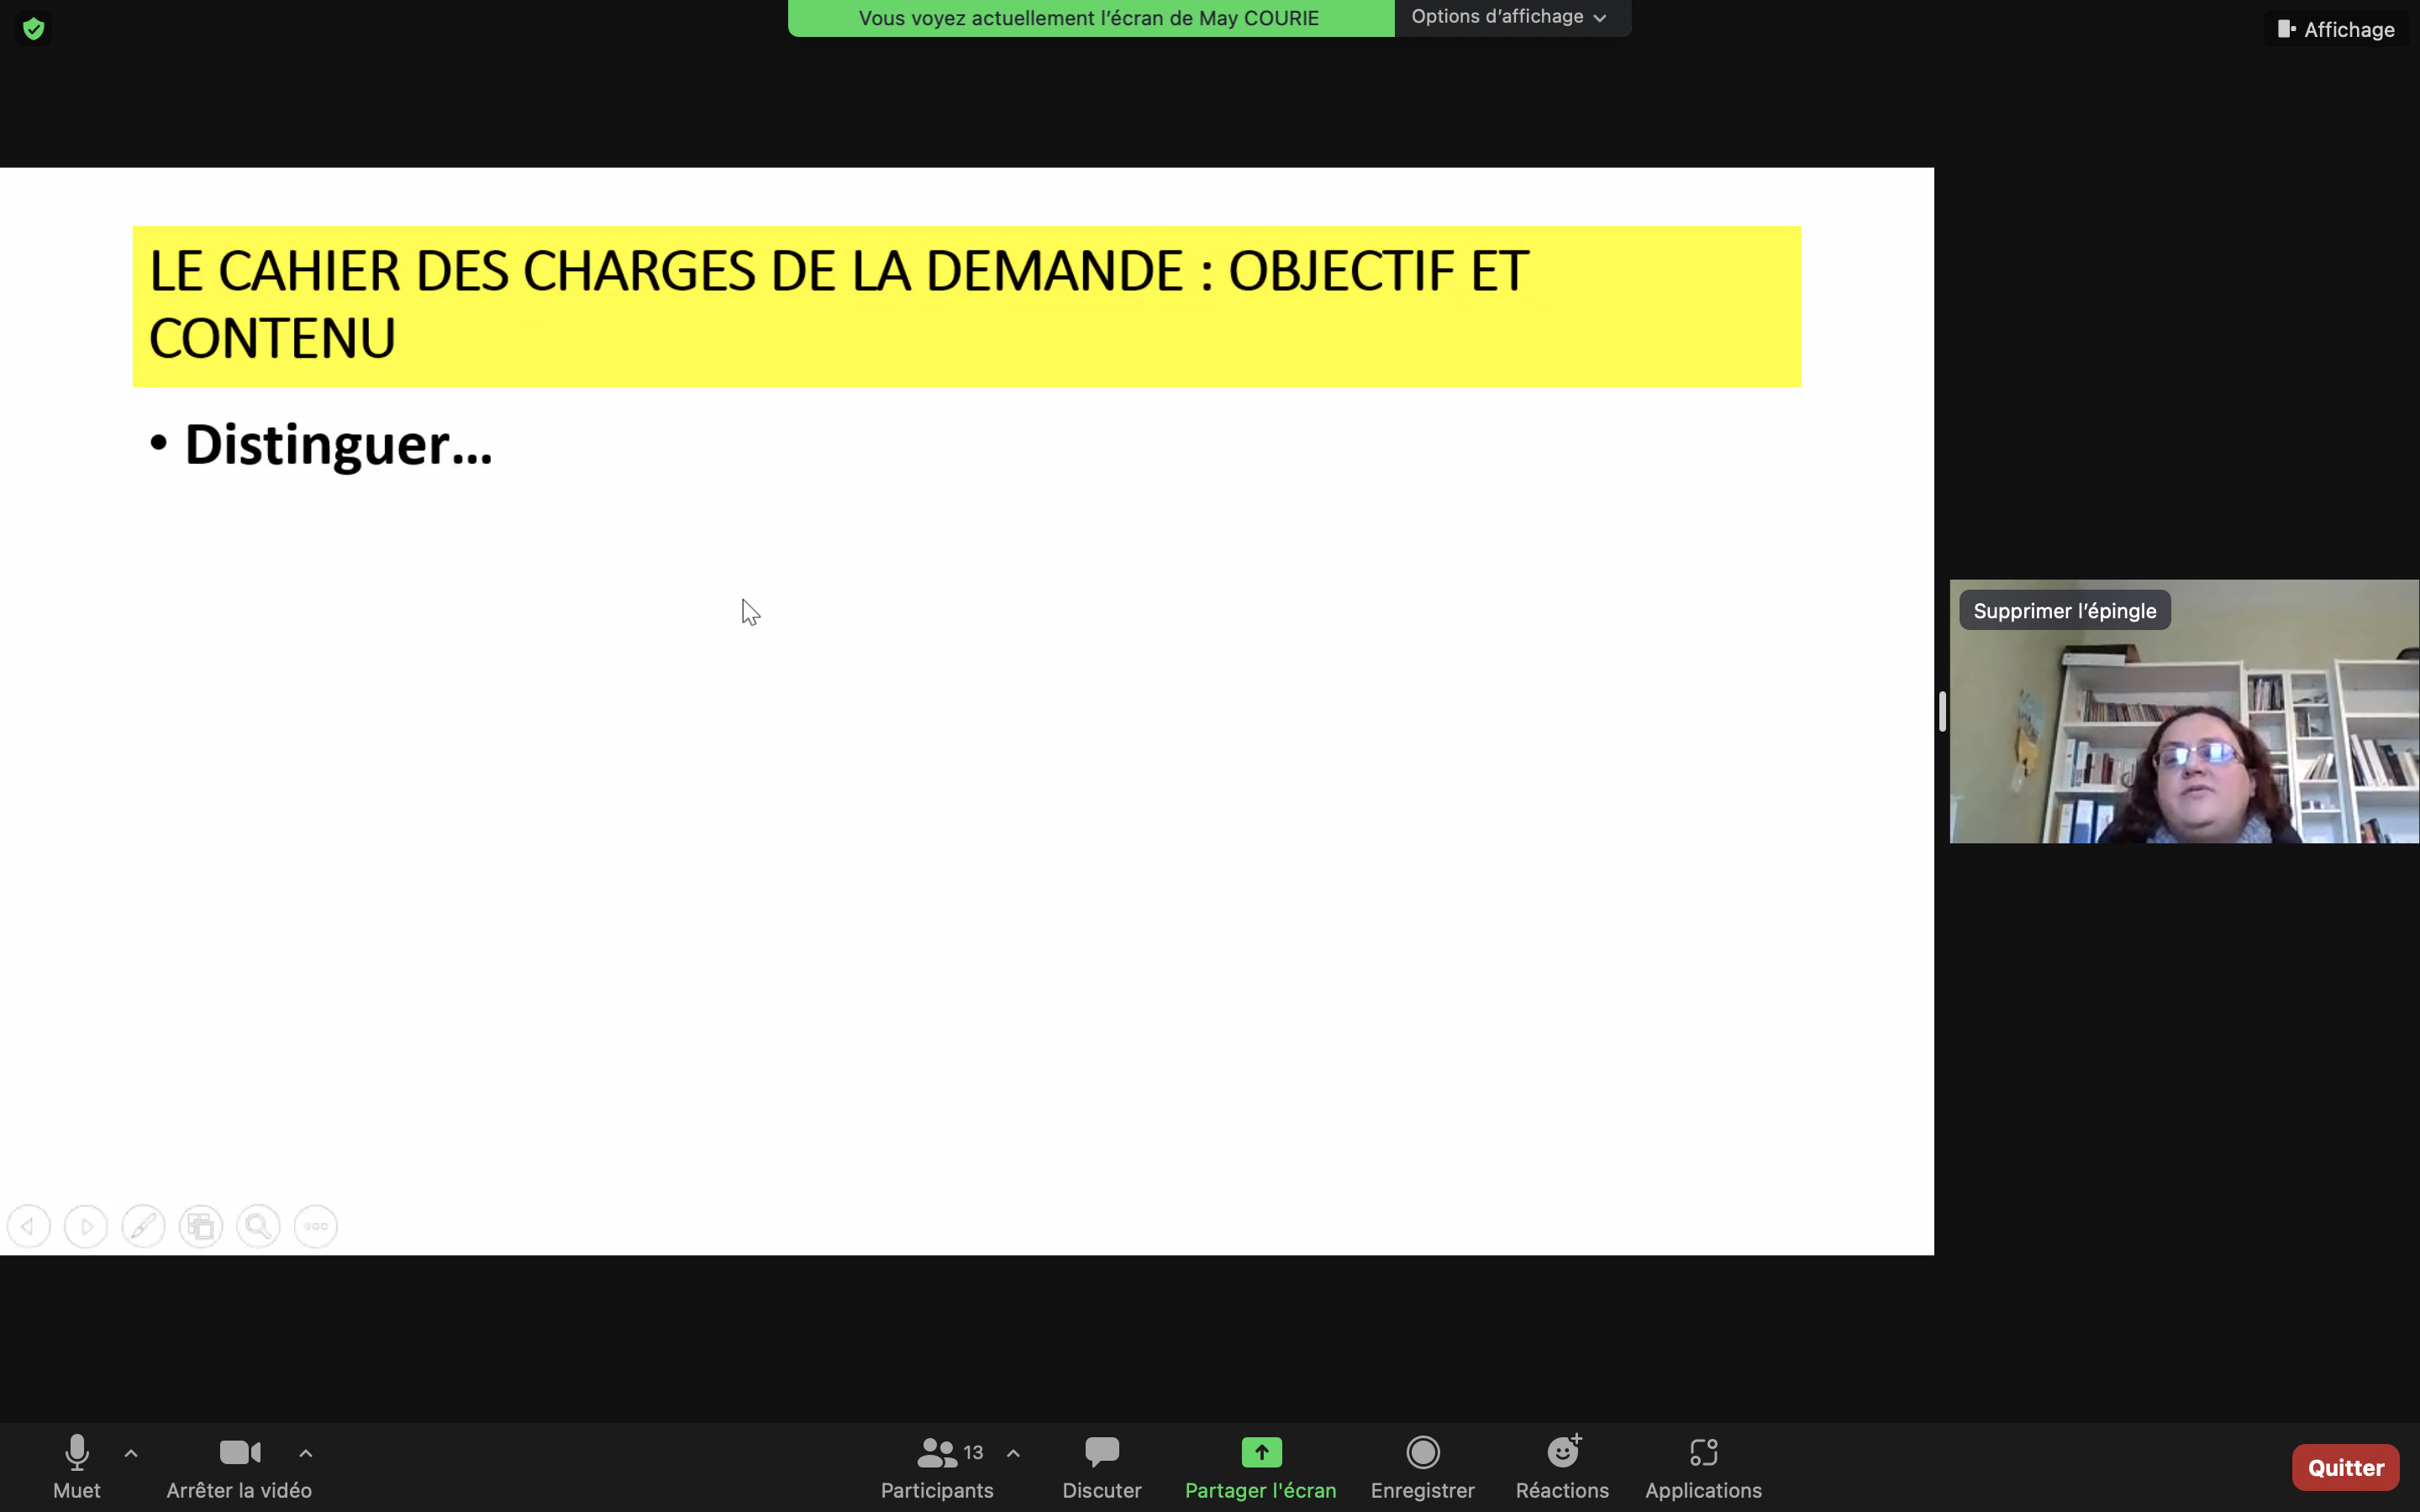 Vous voyez actuellement l'écran de May COURIE
Options d'affichage
Affichage
LE CAHIER DES CHARGES DE LA DEMANDE : OBJECTIF ET
CONTENU
• Distinguer...
Supprimer l'épingle
Muet
Arrêter la vidéo
13
Participants
Discuter
Partager l'écran
Enregistrer
Réactions
Applications
Quitter